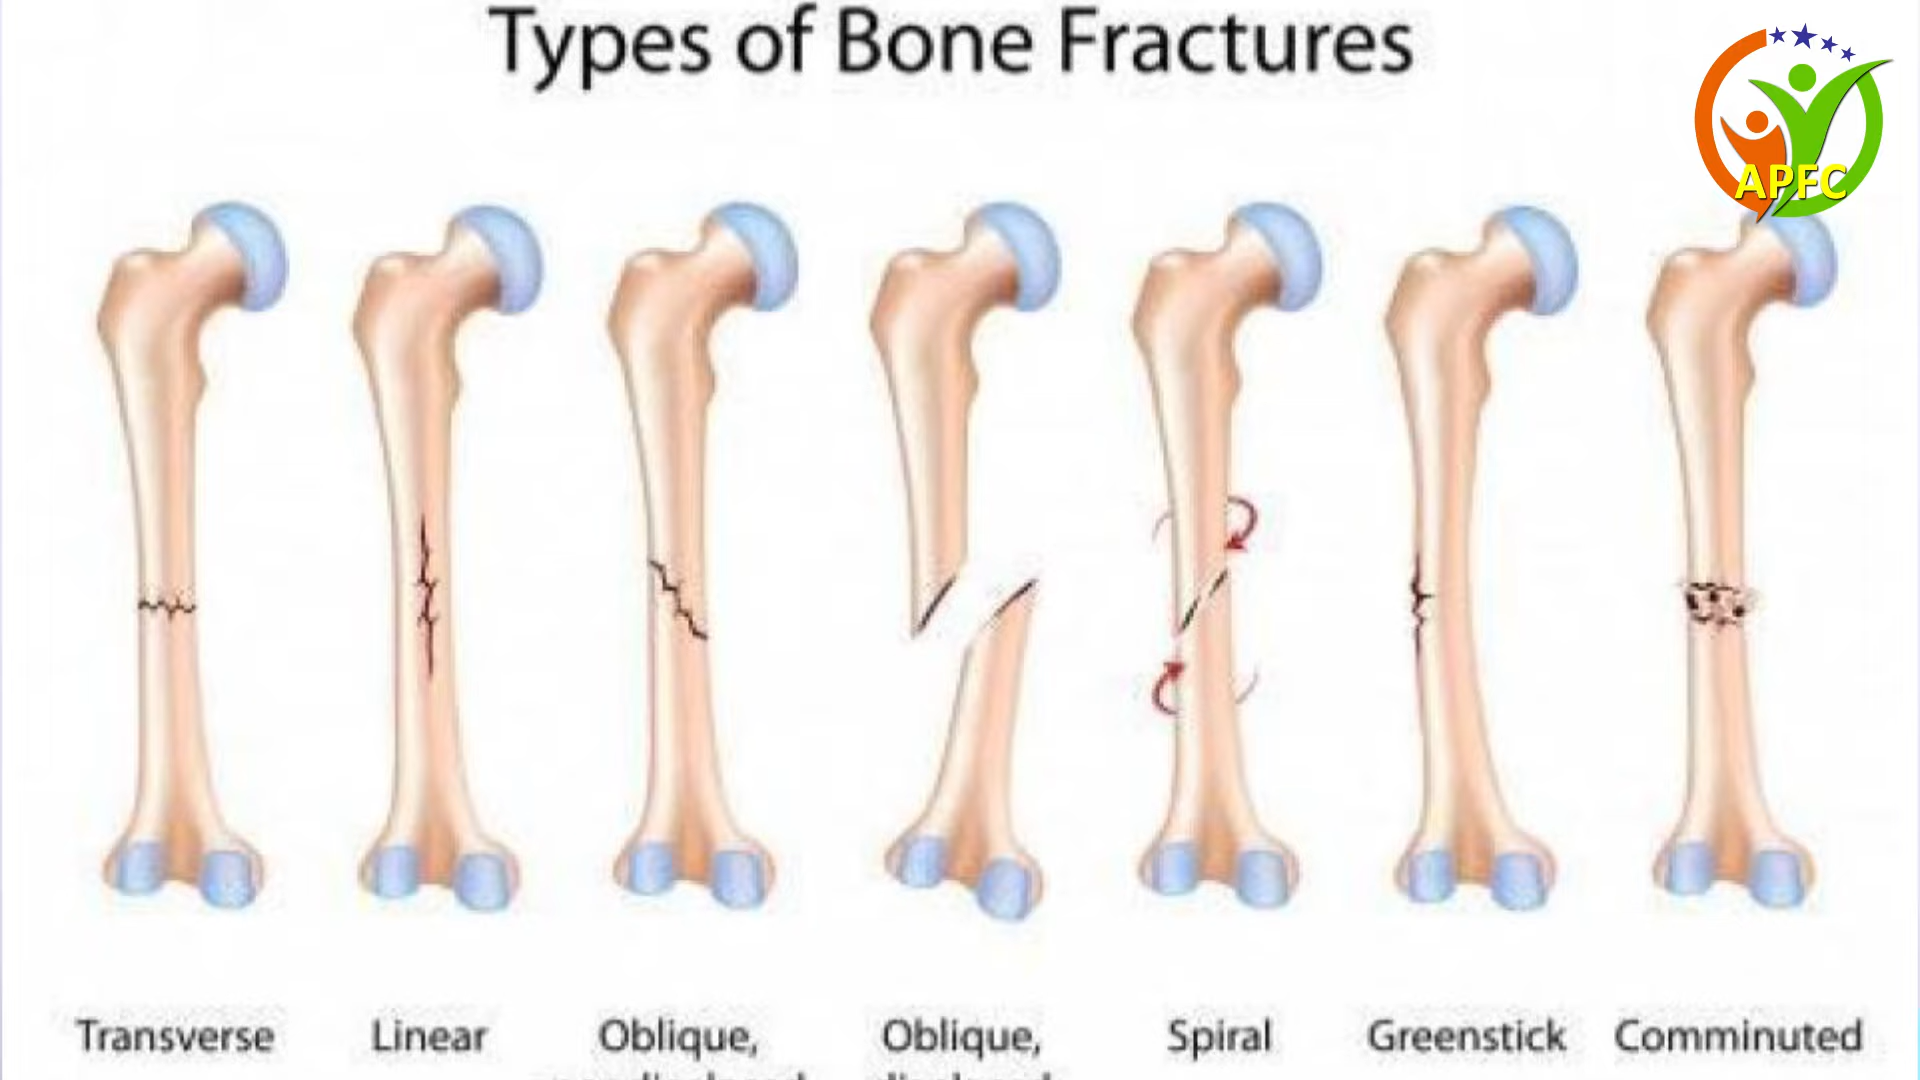 Types of Bone Fractures
APFC
Transverse
Linear
Oblique,
Oblique,
Spiral
Greenstick
Comminuted